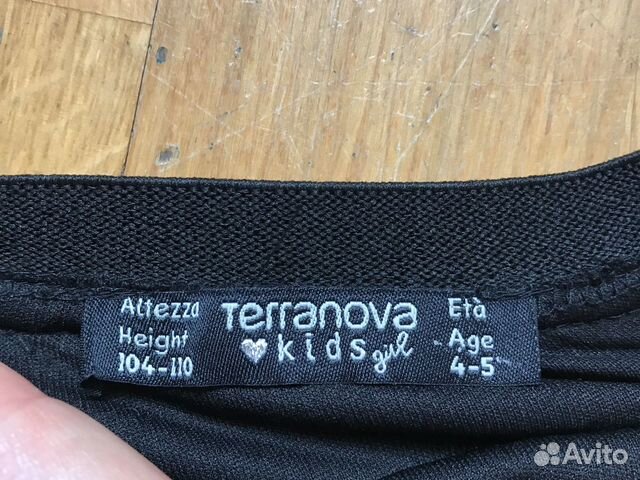 Altezza
Height
104-110
Terranova
kids girl
Età
Age
4-5
Avito